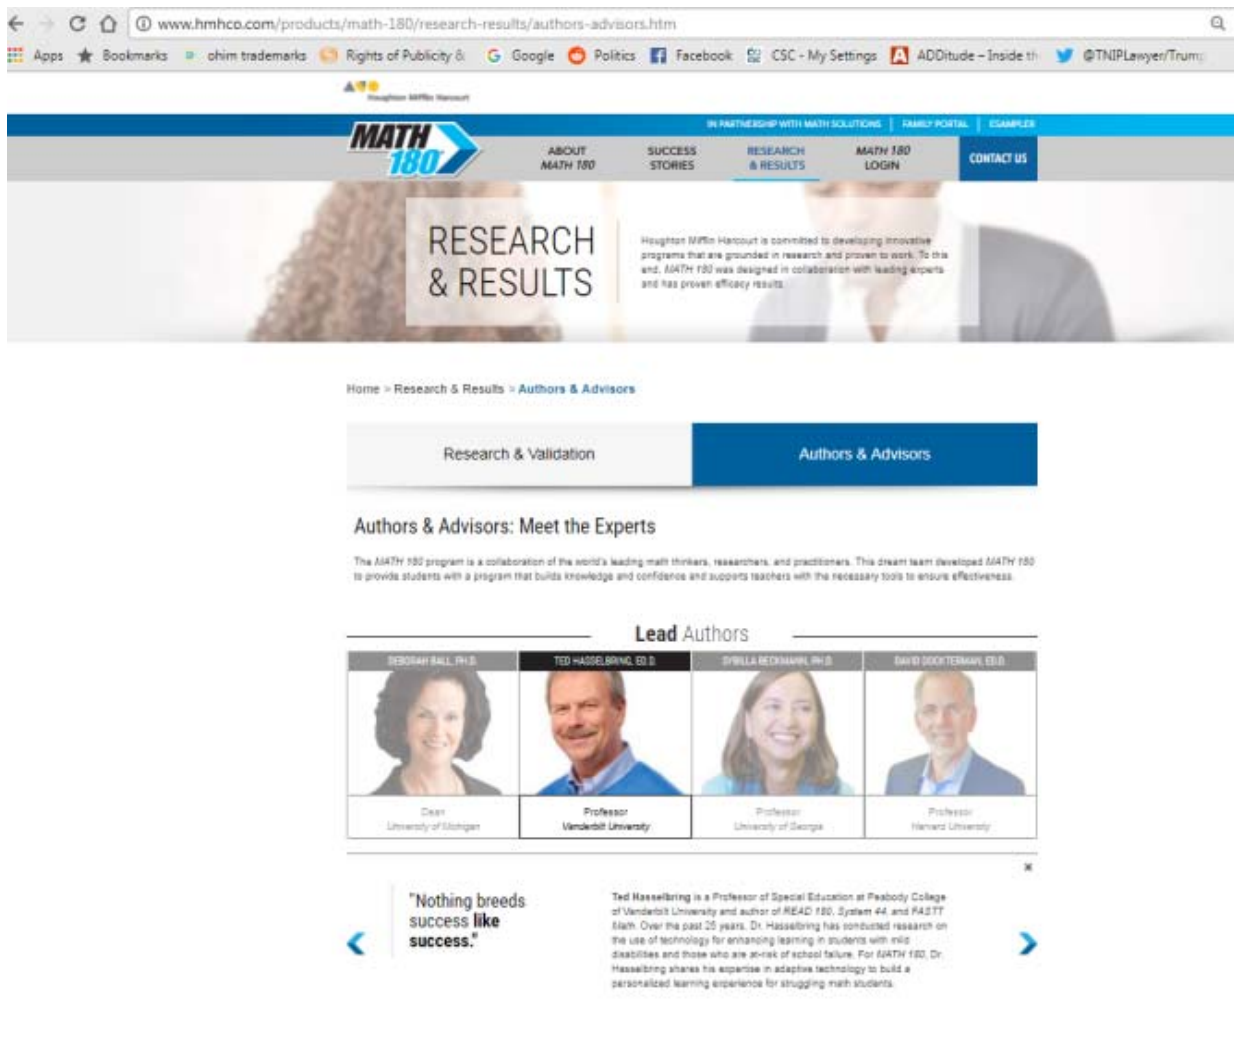 www.hmhco.com/products/math-180/research-results/authors-advisors.htm
Apps Bookmarks ohim trademarks Rights of Publicity & Google Politics Facebook CSC - My Settings ADDitude – Inside th @TNIPLawyer/Trump
Houghton Mifflin Harcourt
IN PARTNERSHIP WITH MATH SOLUTIONS | FAMILY PORTAL | ESAMPLER
MATH
180
ABOUT
MATH 180
SUCCESS
STORIES
RESEARCH
& RESULTS
MATH 180
LOGIN
CONTACT US
RESEARCH
& RESULTS
Houghton Mifflin Harcourt is committed to developing innovative
programs that are grounded in research and proven to work. To this
end, MATH 180 was designed in collaboration with leading experts
and has proven efficacy results.
Home > Research & Results > Authors & Advisors
Research & Validation
Authors & Advisors
Authors & Advisors: Meet the Experts
The MATH 180 program is a collaboration of the world's leading math thinkers, researchers, and practitioners. This dream team developed MATH 180
to provide students with a program that builds knowledge and confidence and supports teachers with the necessary tools to ensure effectiveness.
Lead Authors
DEBORAH BALL, PH.D.
TED HASSELBRING, ED.D.
SYBILLA BECKMANN, PH.D.
DAVID DOCKTERMAN, ED.D.
Dean
University of Michigan
Professor
Vanderbilt University
Professor
University of Georgia
Professor
Harvard University
"Nothing breeds
success like
success."
Ted Hasselbring is a Professor of Special Education at Peabody College
of Vanderbilt University and author of READ 180, System 44, and FASTT
Math. Over the past 25 years, Dr. Hasselbring has conducted research on
the use of technology for enhancing learning in students with mild
disabilities and those who are at-risk of school failure. For MATH 180, Dr.
Hasselbring shares his expertise in adaptive technology to build a
personalized learning experience for struggling math students.